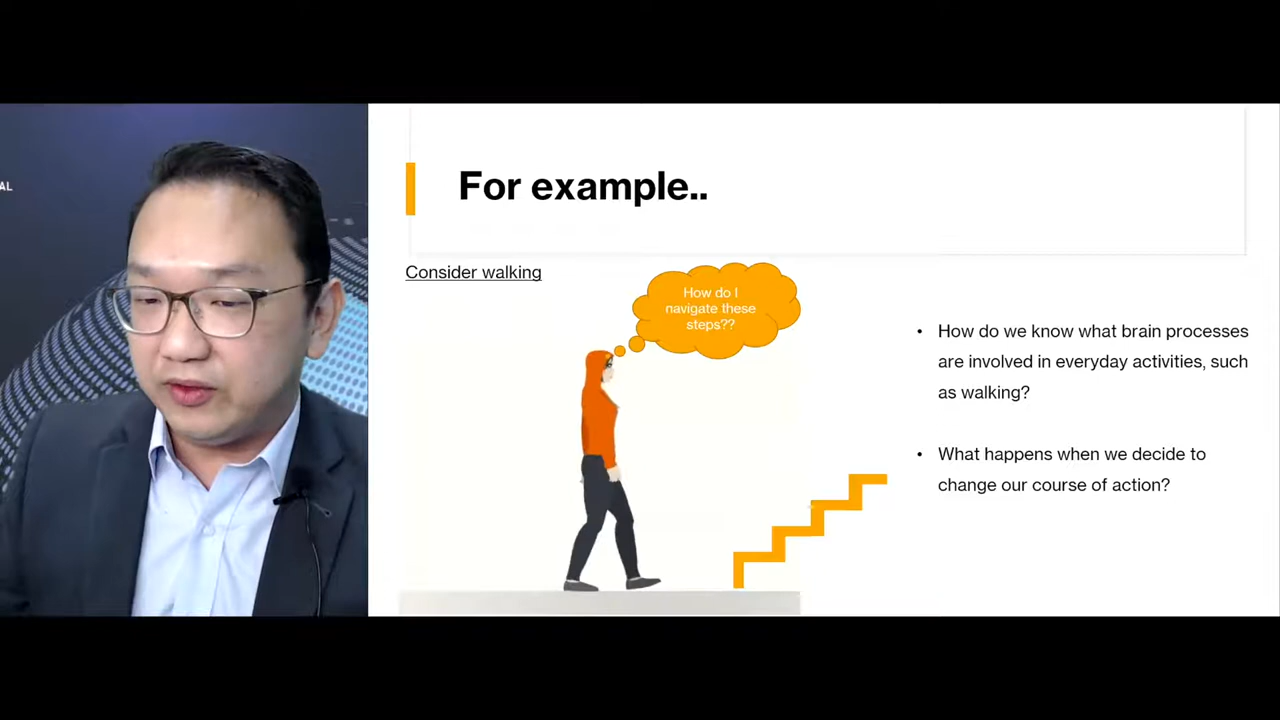 AL
For example..
Consider walking
How do I
navigate these
steps??
• How do we know what brain processes
are involved in everyday activities, such
as walking?
• What happens when we decide to
change our course of action?